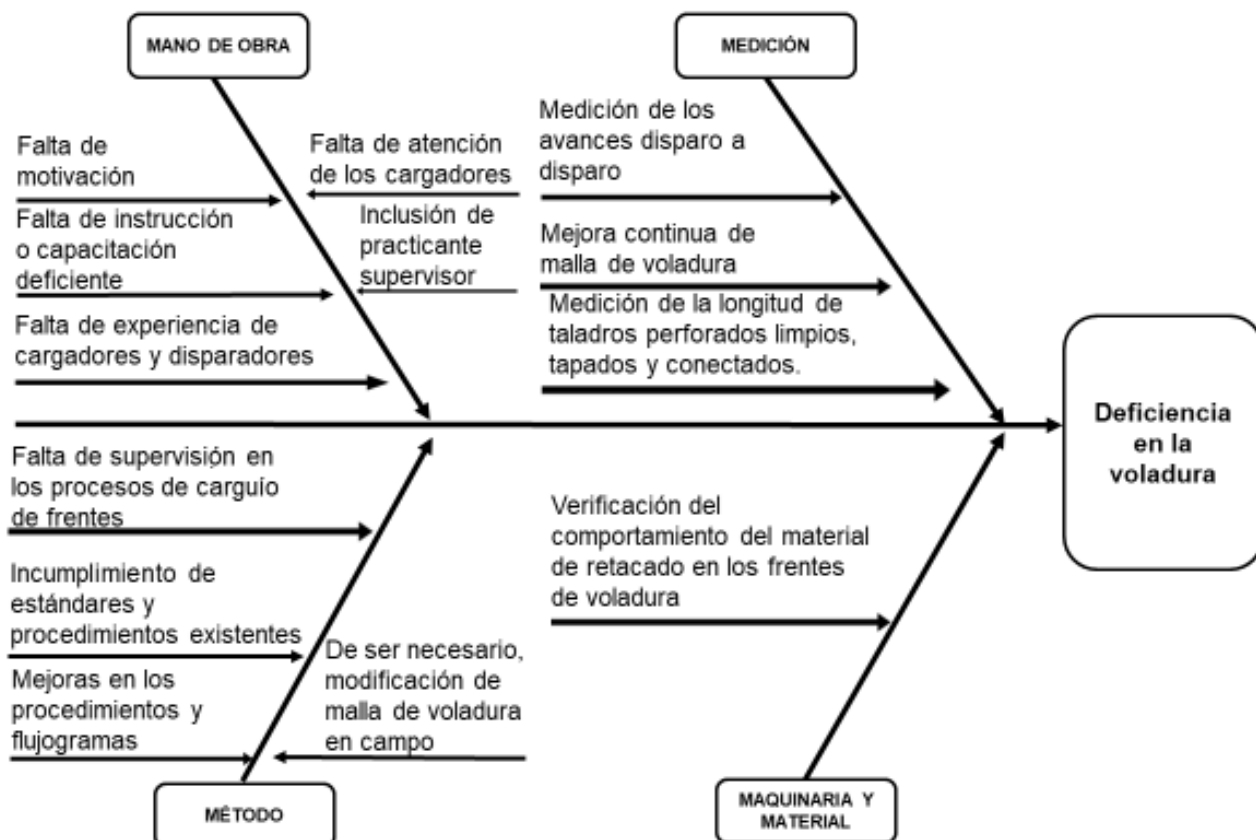 MANO DE OBRA
MEDICIÓN
Falta de
motivación
Falta de instrucción
o capacitación
deficiente
Falta de experiencia de
cargadores y disparadores
Falta de atención
de los cargadores
Inclusión de
practicante
supervisor
Medición de los
avances disparo a
disparo
Mejora continua de
malla de voladura
Medición de la longitud de
taladros perforados limpios,
tapados y conectados.
Deficiencia
en la
voladura
Falta de supervisión en
los procesos de carguío
de frentes
Incumplimiento de
estándares y
procedimientos existentes
Mejoras en los
procedimientos y
flujogramas
De ser necesario,
modificación de
malla de voladura
en campo
Verificación del
comportamiento del material
de retacado en los frentes
de voladura
MÉTODO
MAQUINARIA Y
MATERIAL